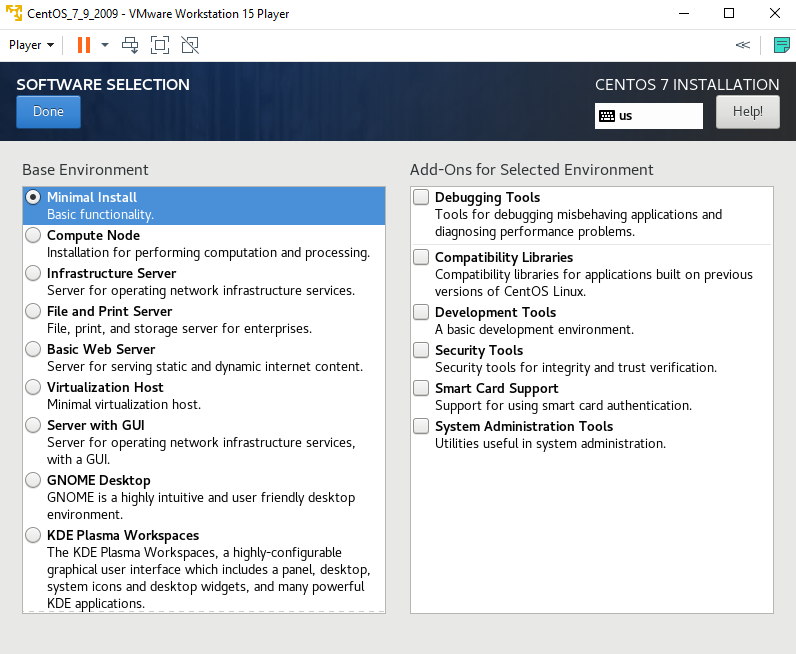 CentOS_7_9_2009 - VMware Workstation 15 Player
Player
SOFTWARE SELECTION
CENTOS 7 INSTALLATION
Done
us
Help!
Base Environment
Minimal Install
Basic functionality.
Compute Node
Installation for performing computation and processing.
Infrastructure Server
Server for operating network infrastructure services.
File and Print Server
File, print, and storage server for enterprises.
Basic Web Server
Server for serving static and dynamic internet content.
Virtualization Host
Minimal virtualization host.
Server with GUI
Server for operating network infrastructure services,
with a GUI.
GNOME Desktop
GNOME is a highly intuitive and user friendly desktop
environment.
KDE Plasma Workspaces
The KDE Plasma Workspaces, a highly-configurable
graphical user interface which includes a panel, desktop,
system icons and desktop widgets, and many powerful
KDE applications.
Add-Ons for Selected Environment
Debugging Tools
Tools for debugging misbehaving applications and
diagnosing performance problems.
Compatibility Libraries
Compatibility libraries for applications built on previous
versions of CentOS Linux.
Development Tools
A basic development environment.
Security Tools
Security tools for integrity and trust verification.
Smart Card Support
Support for using smart card authentication.
System Administration Tools
Utilities useful in system administration.